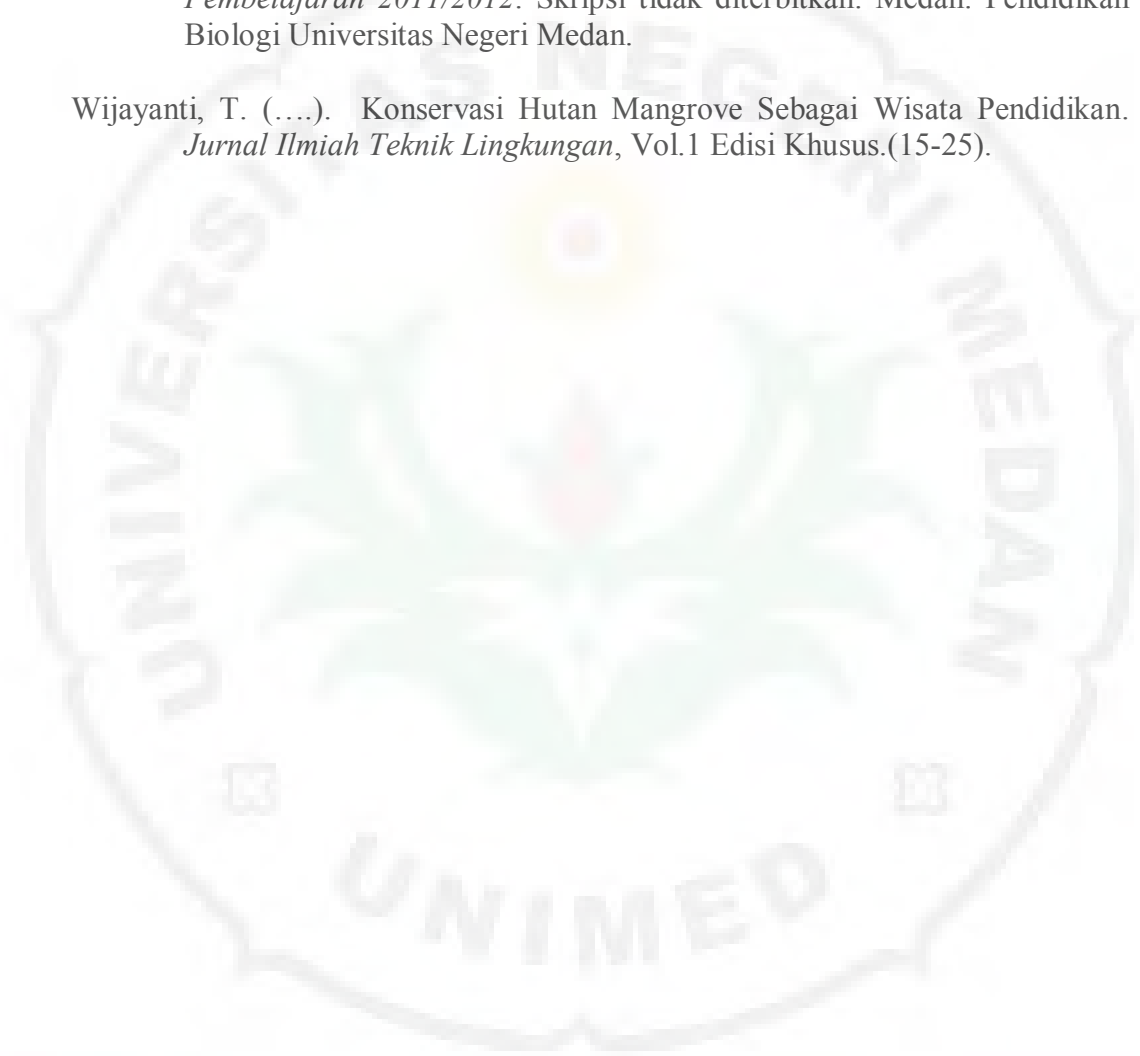 Pembelajaran 2011/2012. Skripsi tidak diterbitkan. Medan: Pendidikan
Biologi Universitas Negeri Medan.
Wijayanti, T. (….). Konservasi Hutan Mangrove Sebagai Wisata Pendidikan.
Jurnal Ilmiah Teknik Lingkungan, Vol.1 Edisi Khusus.(15-25).
UNIVERSITAS NEGERI MEDAN
UNIMED